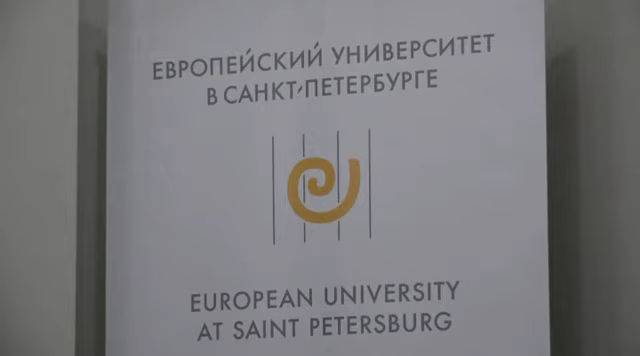 ЕВРОПЕЙСКИЙ УНИВЕРСИТЕТ
В САНКТ-ПЕТЕРБУРГЕ
EUROPEAN UNIVERSITY
AT SAINT PETERSBURG